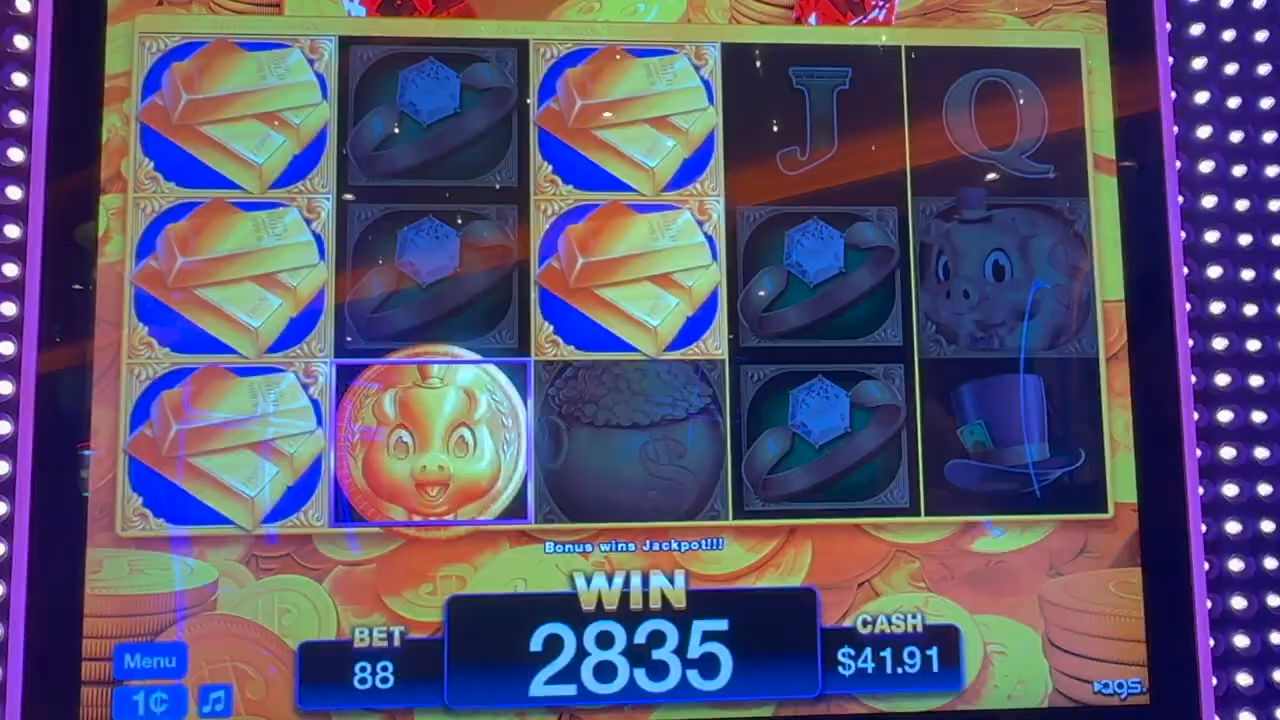 J
Q
$
Bonus wins Jackpot!!!
WIN
2835
BET
88
CASH
$41.91
Menu
1¢
ags